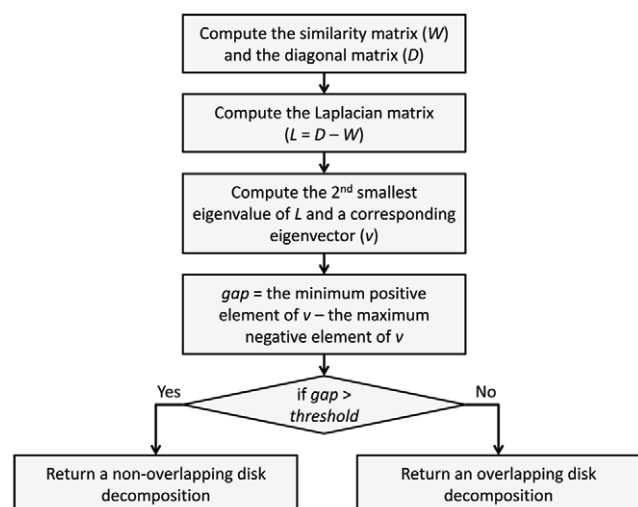 Compute the similarity matrix (W)
and the diagonal matrix (D)
Compute the Laplacian matrix
(L = D – W)
Compute the 2nd smallest
eigenvalue of L and a corresponding
eigenvector (v)
gap = the minimum positive
element of v – the maximum
negative element of v
Yes
if gap >
threshold
No
Return a non-overlapping disk
decomposition
Return an overlapping disk
decomposition